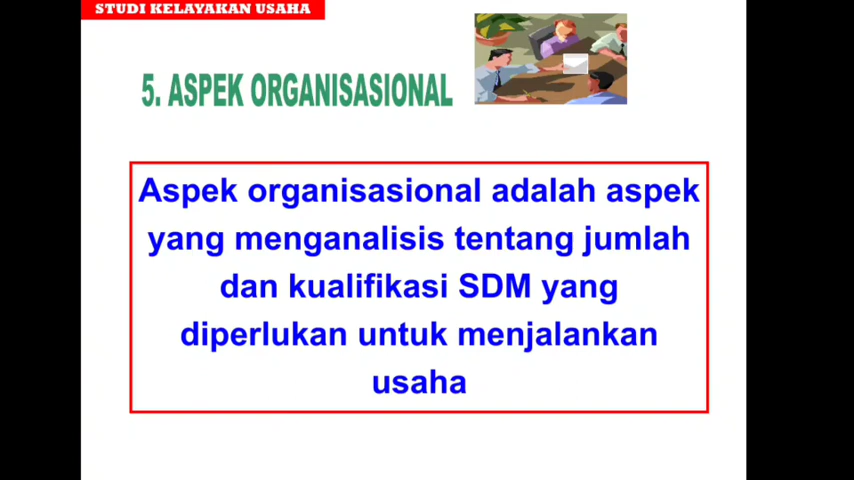 STUDI KELAYAKAN USAHA
5. ASPEK ORGANISASIONAL
Aspek organisasional adalah aspek
yang menganalisis tentang jumlah
dan kualifikasi SDM yang
diperlukan untuk menjalankan
usaha